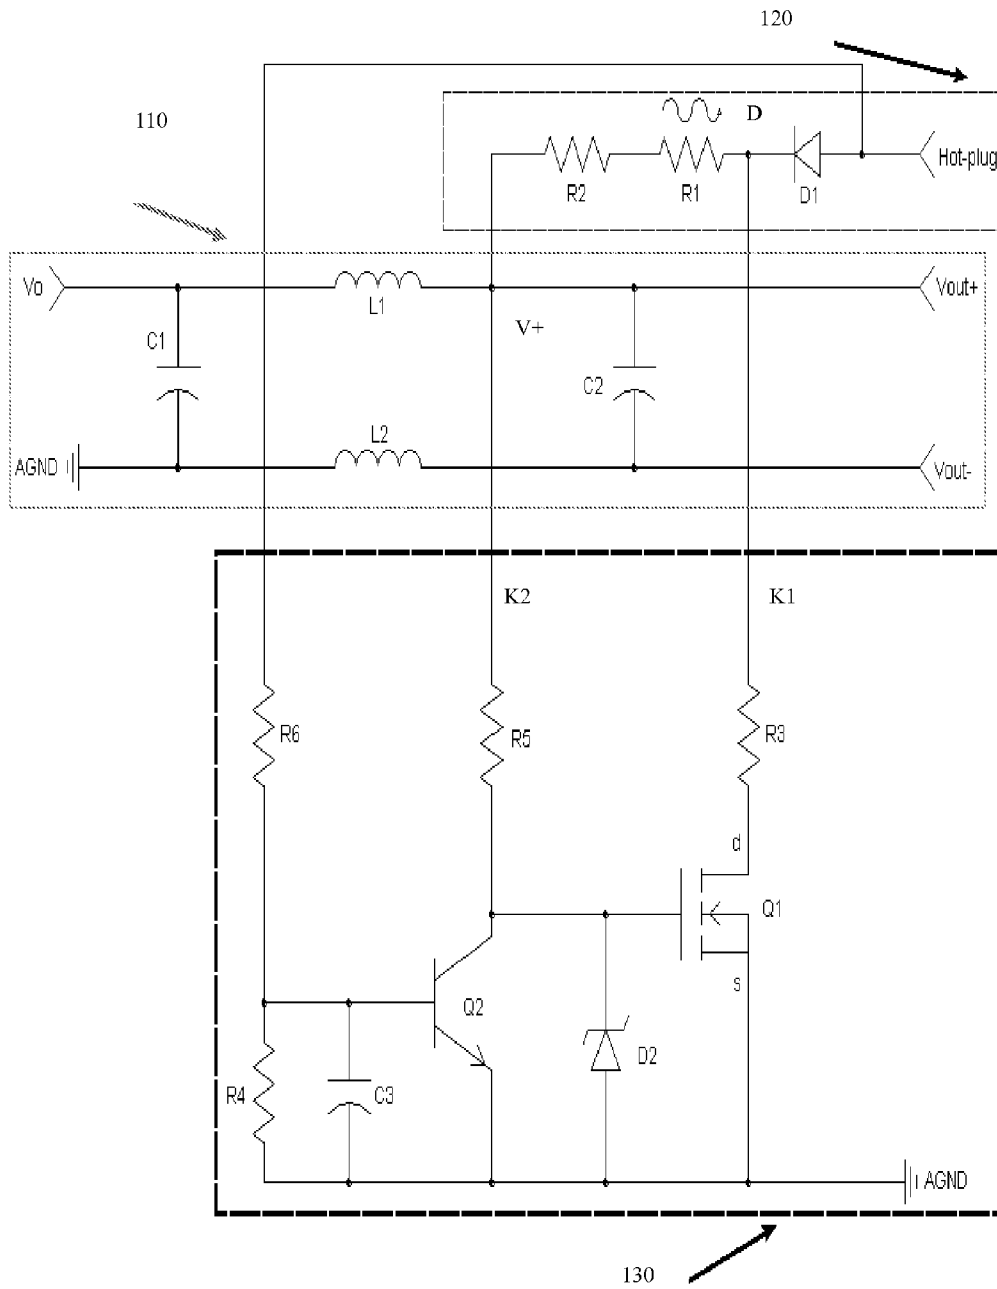 120
110
D
Hot-plug
R2
R1
D1
Vo
L1
Vout+
V+
C1
C2
L2
AGND
Vout-
K2
K1
R6
R5
R3
d
Q1
s
Q2
D2
R4
C3
AGND
130